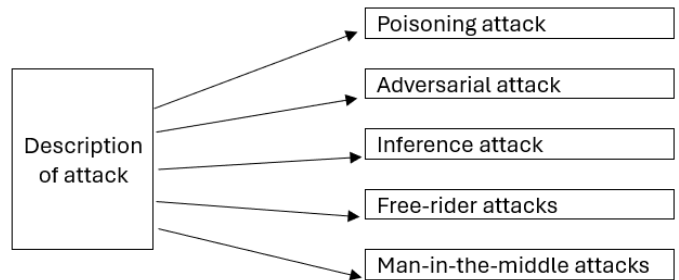 Description
of attack
Poisoning attack
Adversarial attack
Inference attack
Free-rider attacks
Man-in-the-middle attacks